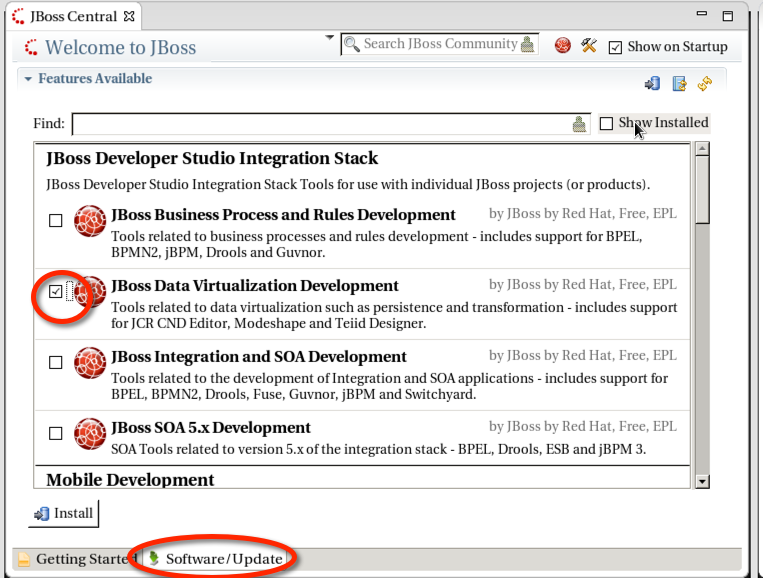 JBoss Central
Welcome to JBoss
Search JBoss Community
Show on Startup
Features Available
Find:
Show Installed
JBoss Developer Studio Integration Stack
JBoss Developer Studio Integration Stack Tools for use with individual JBoss projects (or products).
JBoss Business Process and Rules Development by JBoss by Red Hat, Free, EPL
Tools related to business processes and rules development - includes support for BPEL,
BPMN2, jBPM, Drools and Guvnor.
JBoss Data Virtualization Development by JBoss by Red Hat, Free, EPL
Tools related to data virtualization such as persistence and transformation - includes support
for JCR CND Editor, Modeshape and Teiid Designer.
JBoss Integration and SOA Development by JBoss by Red Hat, Free, EPL
Tools related to the development of Integration and SOA applications - includes support for
BPEL, BPMN2, Drools, Fuse, Guvnor, jBPM and Switchyard.
JBoss SOA 5.x Development by JBoss by Red Hat, Free, EPL
SOA Tools related to version 5.x of the integration stack - BPEL, Drools, ESB and jBPM 3.
Mobile Development
Install
Getting Started Software/Update